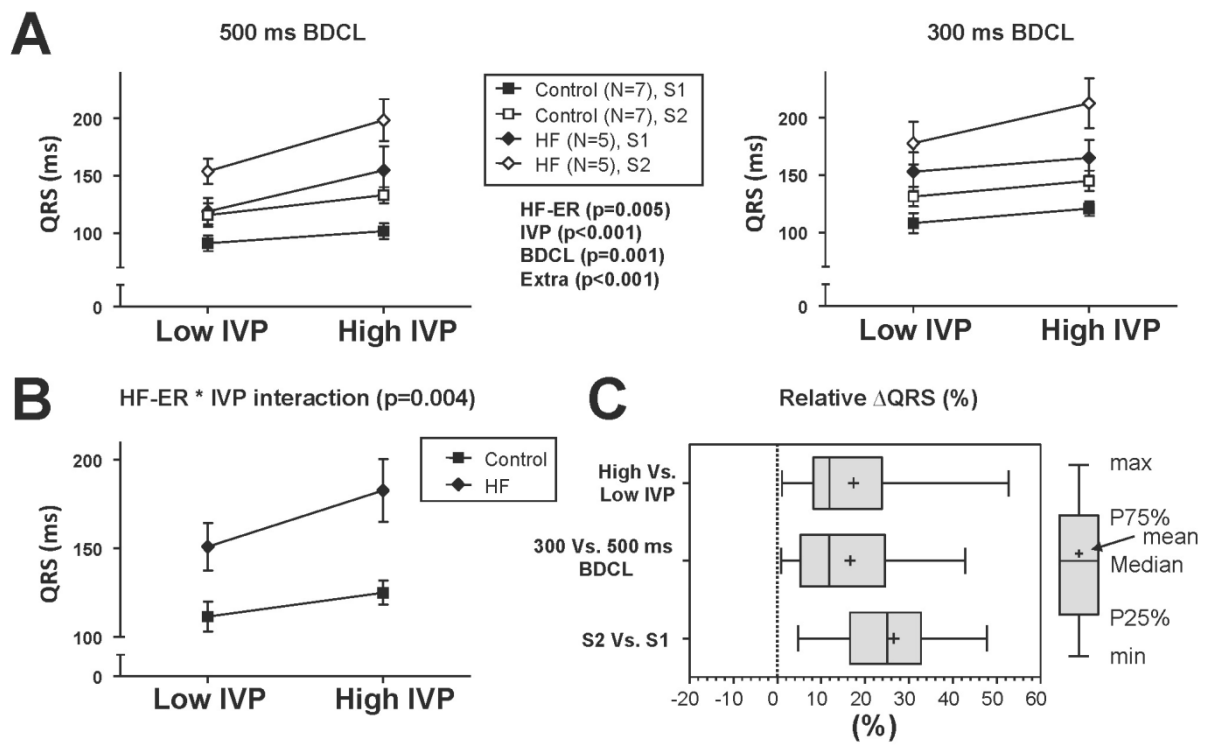 A
500 ms BDCL
300 ms BDCL
QRS (ms)
200
150
100
0
Low IVP High IVP
Control (N=7), S1
Control (N=7), S2
HF (N=5), S1
HF (N=5), S2
HF-ER (p=0.005)
IVP (p<0.001)
BDCL (p=0.001)
Extra (p<0.001)
QRS (ms)
200
150
100
0
Low IVP High IVP
B
HF-ER * IVP interaction (p=0.004)
QRS (ms)
200
150
100
0
Low IVP High IVP
Control
HF
C
Relative ΔQRS (%)
High Vs.
Low IVP
300 Vs. 500 ms
BDCL
S2 Vs. S1
-20 -10 0 10 20 30 40 50 60
(%)
max
P75%
mean
Median
P25%
min